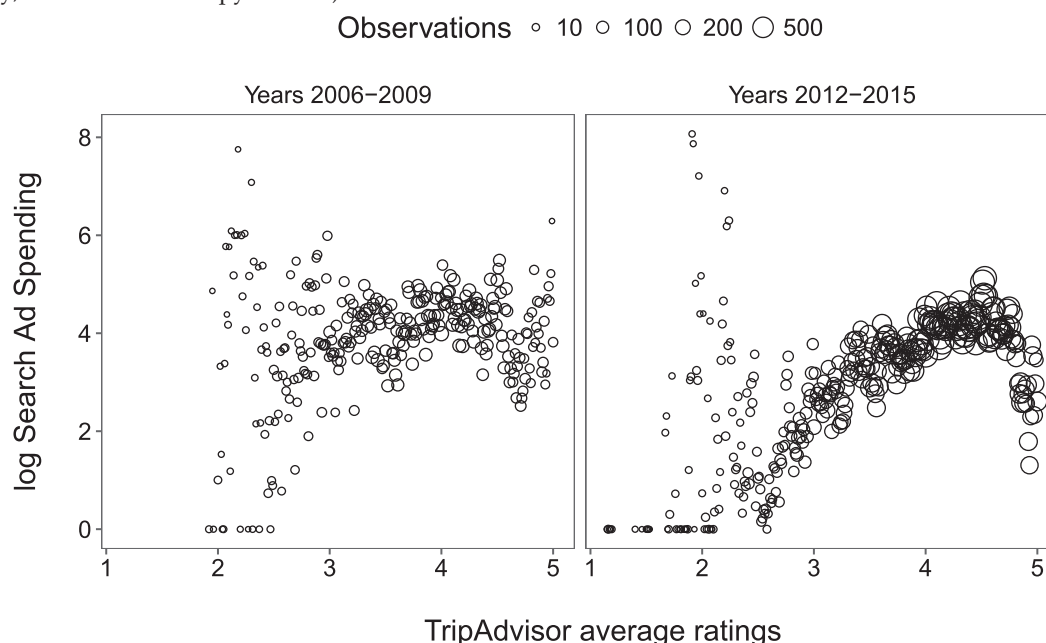 Observations 10 100 200 500
Years 2006−2009 Years 2012−2015
log Search Ad Spending
8
6
4
2
0
1 2 3 4 5 1 2 3 4 5
TripAdvisor average ratings